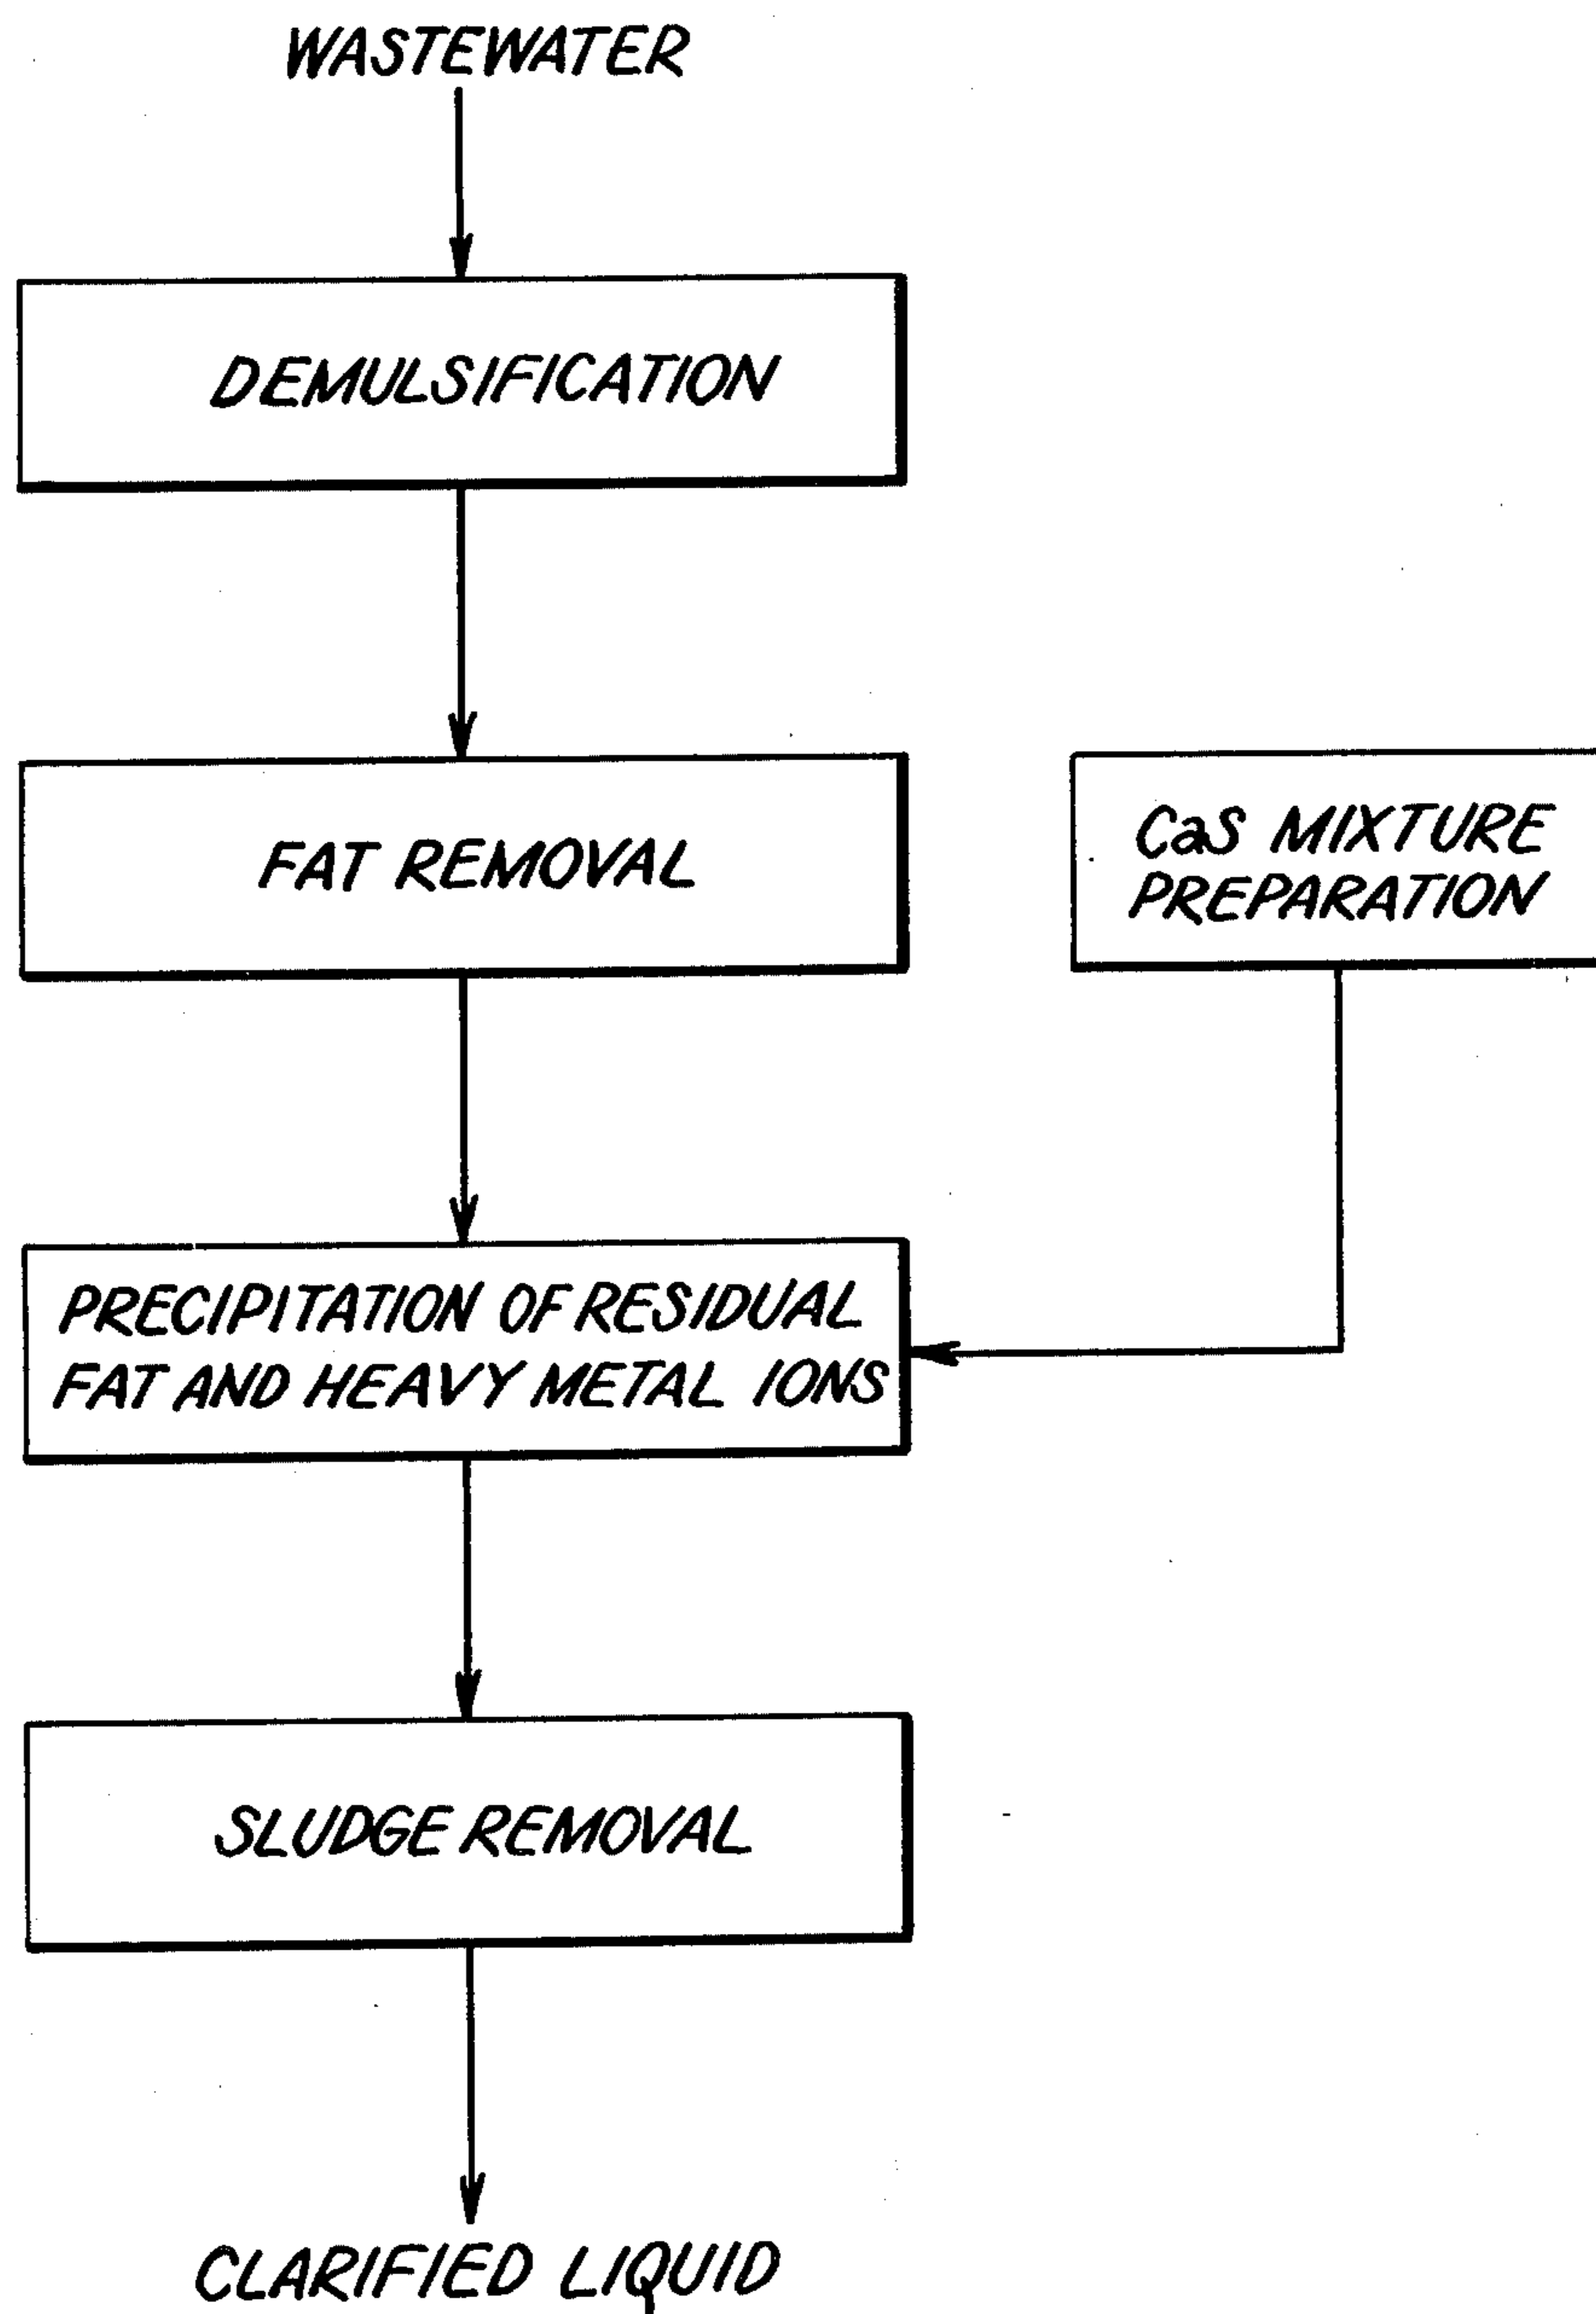 WASTEWATER
DEMULSIFICATION
FAT REMOVAL
CaS MIXTURE
PREPARATION
PRECIPITATION OF RESIDUAL
FAT AND HEAVY METAL IONS
SLUDGE REMOVAL
CLARIFIED LIQUID